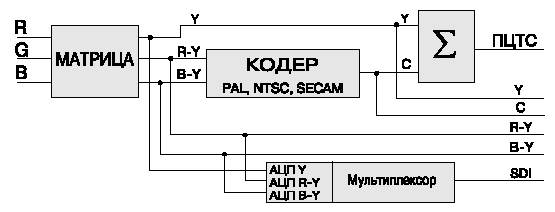 R
G
B
МАТРИЦА
Y
R-Y
B-Y
КОДЕР
PAL, NTSC, SECAM
Y
C
Σ
ПЦТС
Y
C
R-Y
B-Y
АЦП Y
АЦП R-Y
АЦП B-Y
Мультиплексор
SDI